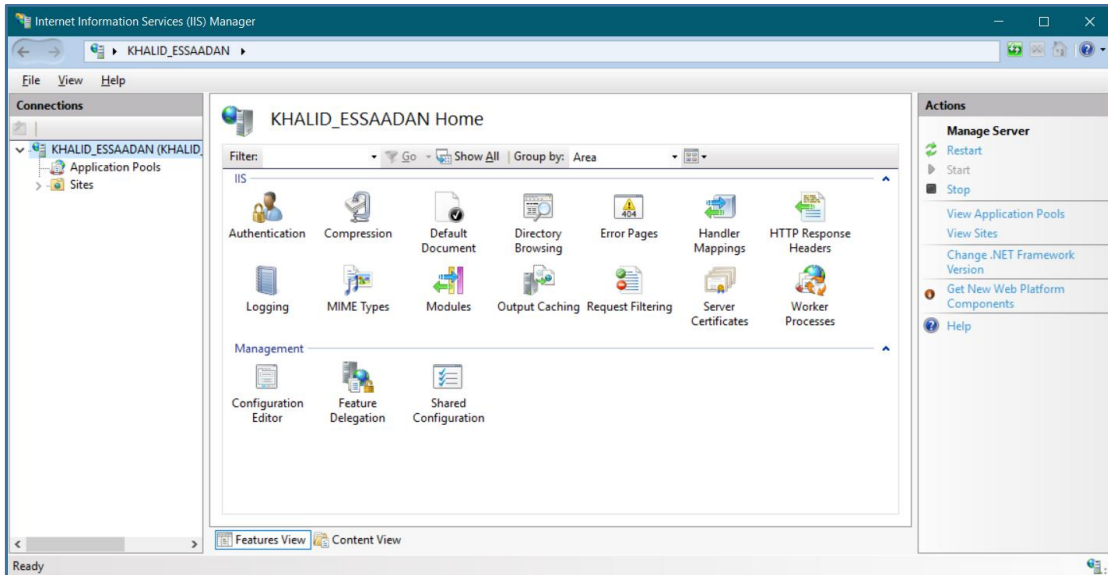 Internet Information Services (IIS) Manager
KHALID_ESSAADAN
File View Help
Connections
KHALID_ESSAADAN (KHALID_
Application Pools
Sites
KHALID_ESSAADAN Home
Filter: Go Show All Group by: Area
IIS
Authentication
Compression
Default
Document
Directory
Browsing
404
Error Pages
Handler
Mappings
HTTP Response
Headers
Logging
MIME Types
Modules
Output Caching
Request Filtering
Server
Certificates
Worker
Processes
Management
Configuration
Editor
Feature
Delegation
Shared
Configuration
Features View Content View
Actions
Manage Server
Restart
Start
Stop
View Application Pools
View Sites
Change .NET Framework
Version
Get New Web Platform
Components
Help
Ready